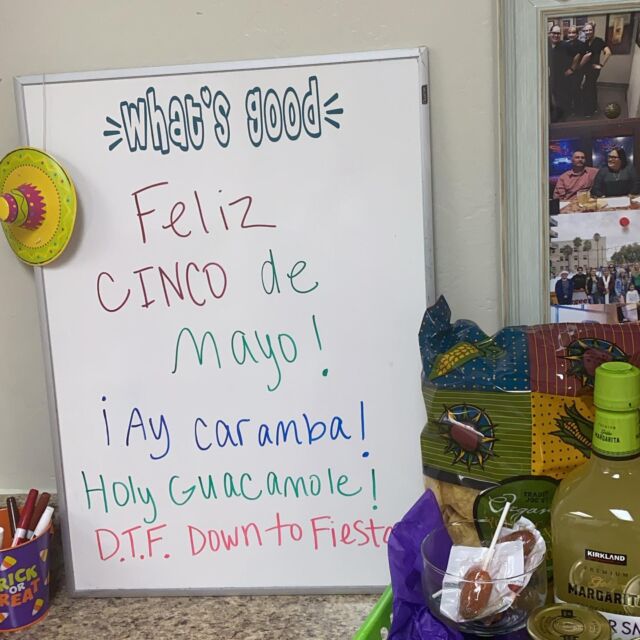 What's good
Feliz
CINCO de
Mayo!
¡Ay caramba!
Holy Guacamole!
D.T.F. Down to Fiesta
TRICK
OR
TREAT
TRADER
JOE'S
MARGARITA
KIRKLAND
PREMIUM
MARGARITA